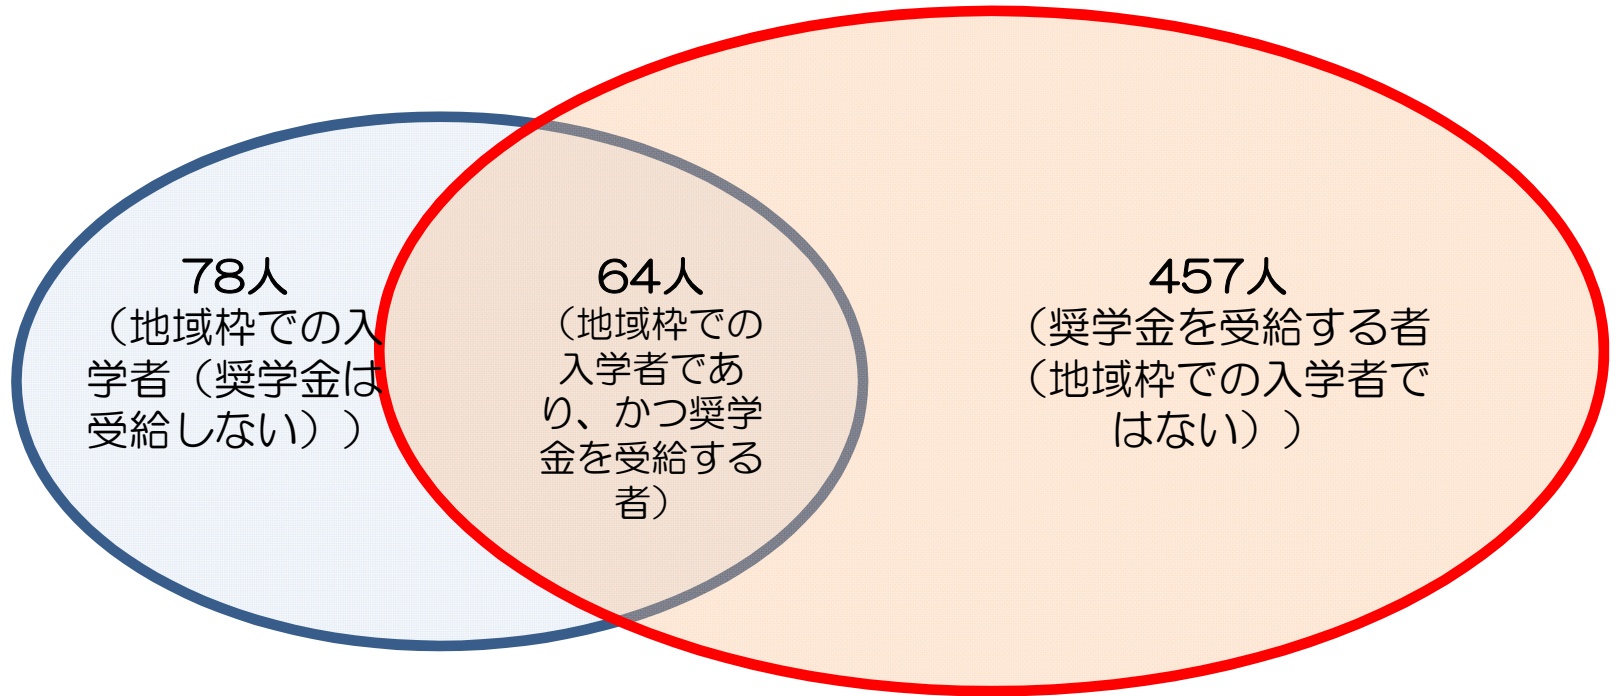 78人
（地域枠での入
学者（奨学金は
受給しない））
64人
（地域枠での
入学者であ
り、かつ奨学
金を受給する
者）
457人
（奨学金を受給する者
（地域枠での入学者で
はない））